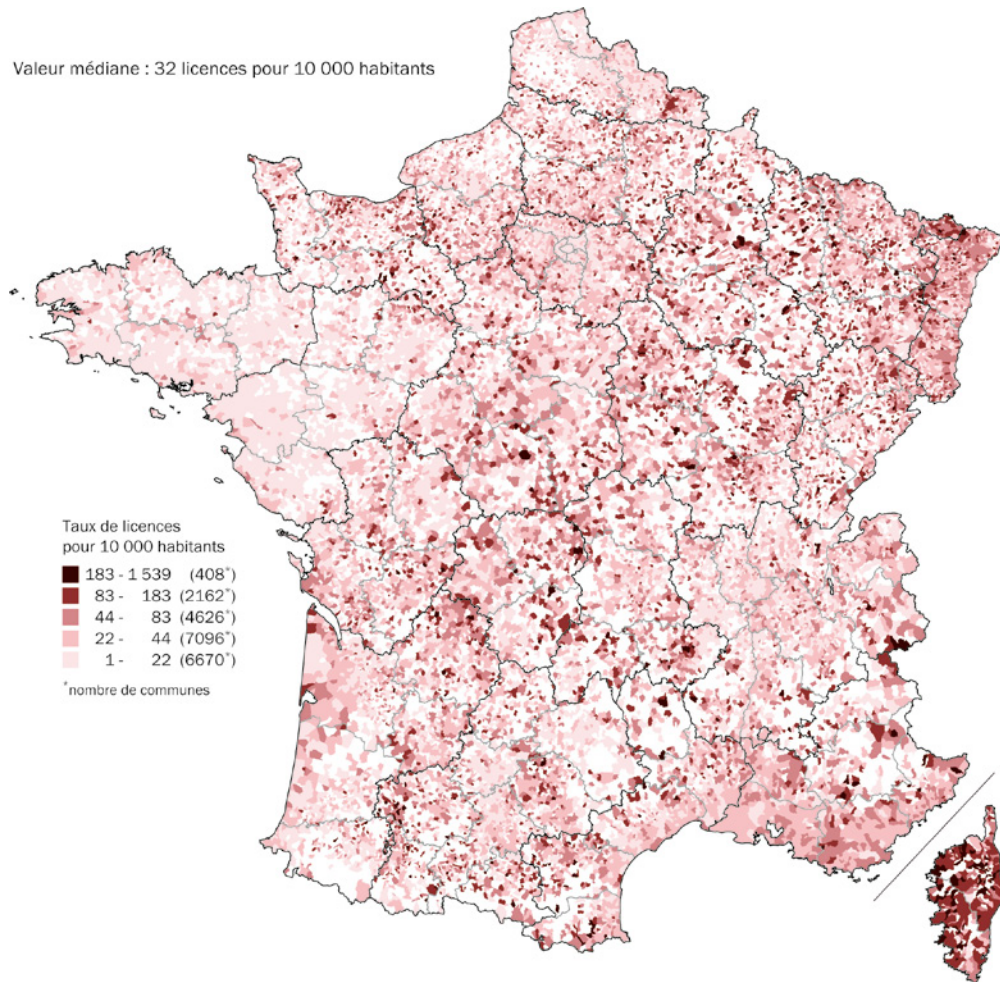 Valeur médiane : 32 licences pour 10 000 habitants
Taux de licences
pour 10 000 habitants
183 - 1 539 (408*)
83 - 183 (2162*)
44 - 83 (4626*)
22 - 44 (7096*)
1 - 22 (6670*)
*nombre de communes